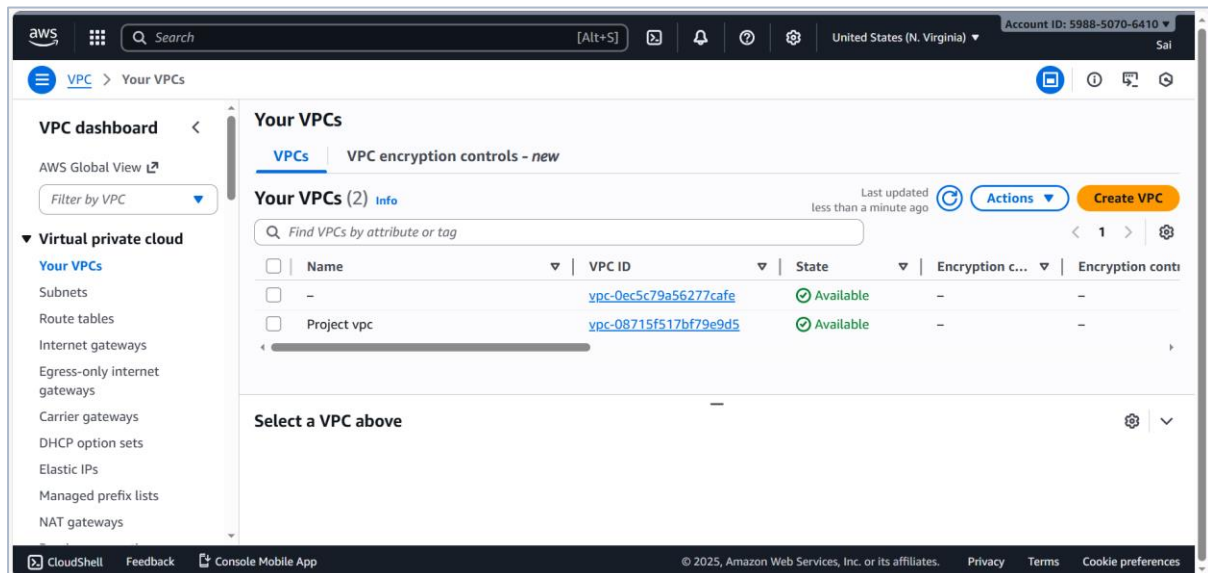 aws
Search
[Alt+S]
United States (N. Virginia)
Account ID: 5988-5070-6410
Sai
VPC > Your VPCs
VPC dashboard
AWS Global View
Filter by VPC
Virtual private cloud
Your VPCs
Subnets
Route tables
Internet gateways
Egress-only internet
gateways
Carrier gateways
DHCP option sets
Elastic IPs
Managed prefix lists
NAT gateways
Your VPCs
VPCs
VPC encryption controls - new
Your VPCs (2) Info
Last updated
less than a minute ago
Actions
Create VPC
Find VPCs by attribute or tag
1
Name VPC ID State Encryption c... Encryption contr
– vpc-0ec5c79a56277cafe Available – –
Project vpc vpc-08715f517bf79e9d5 Available – –
Select a VPC above
CloudShell Feedback Console Mobile App © 2025, Amazon Web Services, Inc. or its affiliates. Privacy Terms Cookie preferences